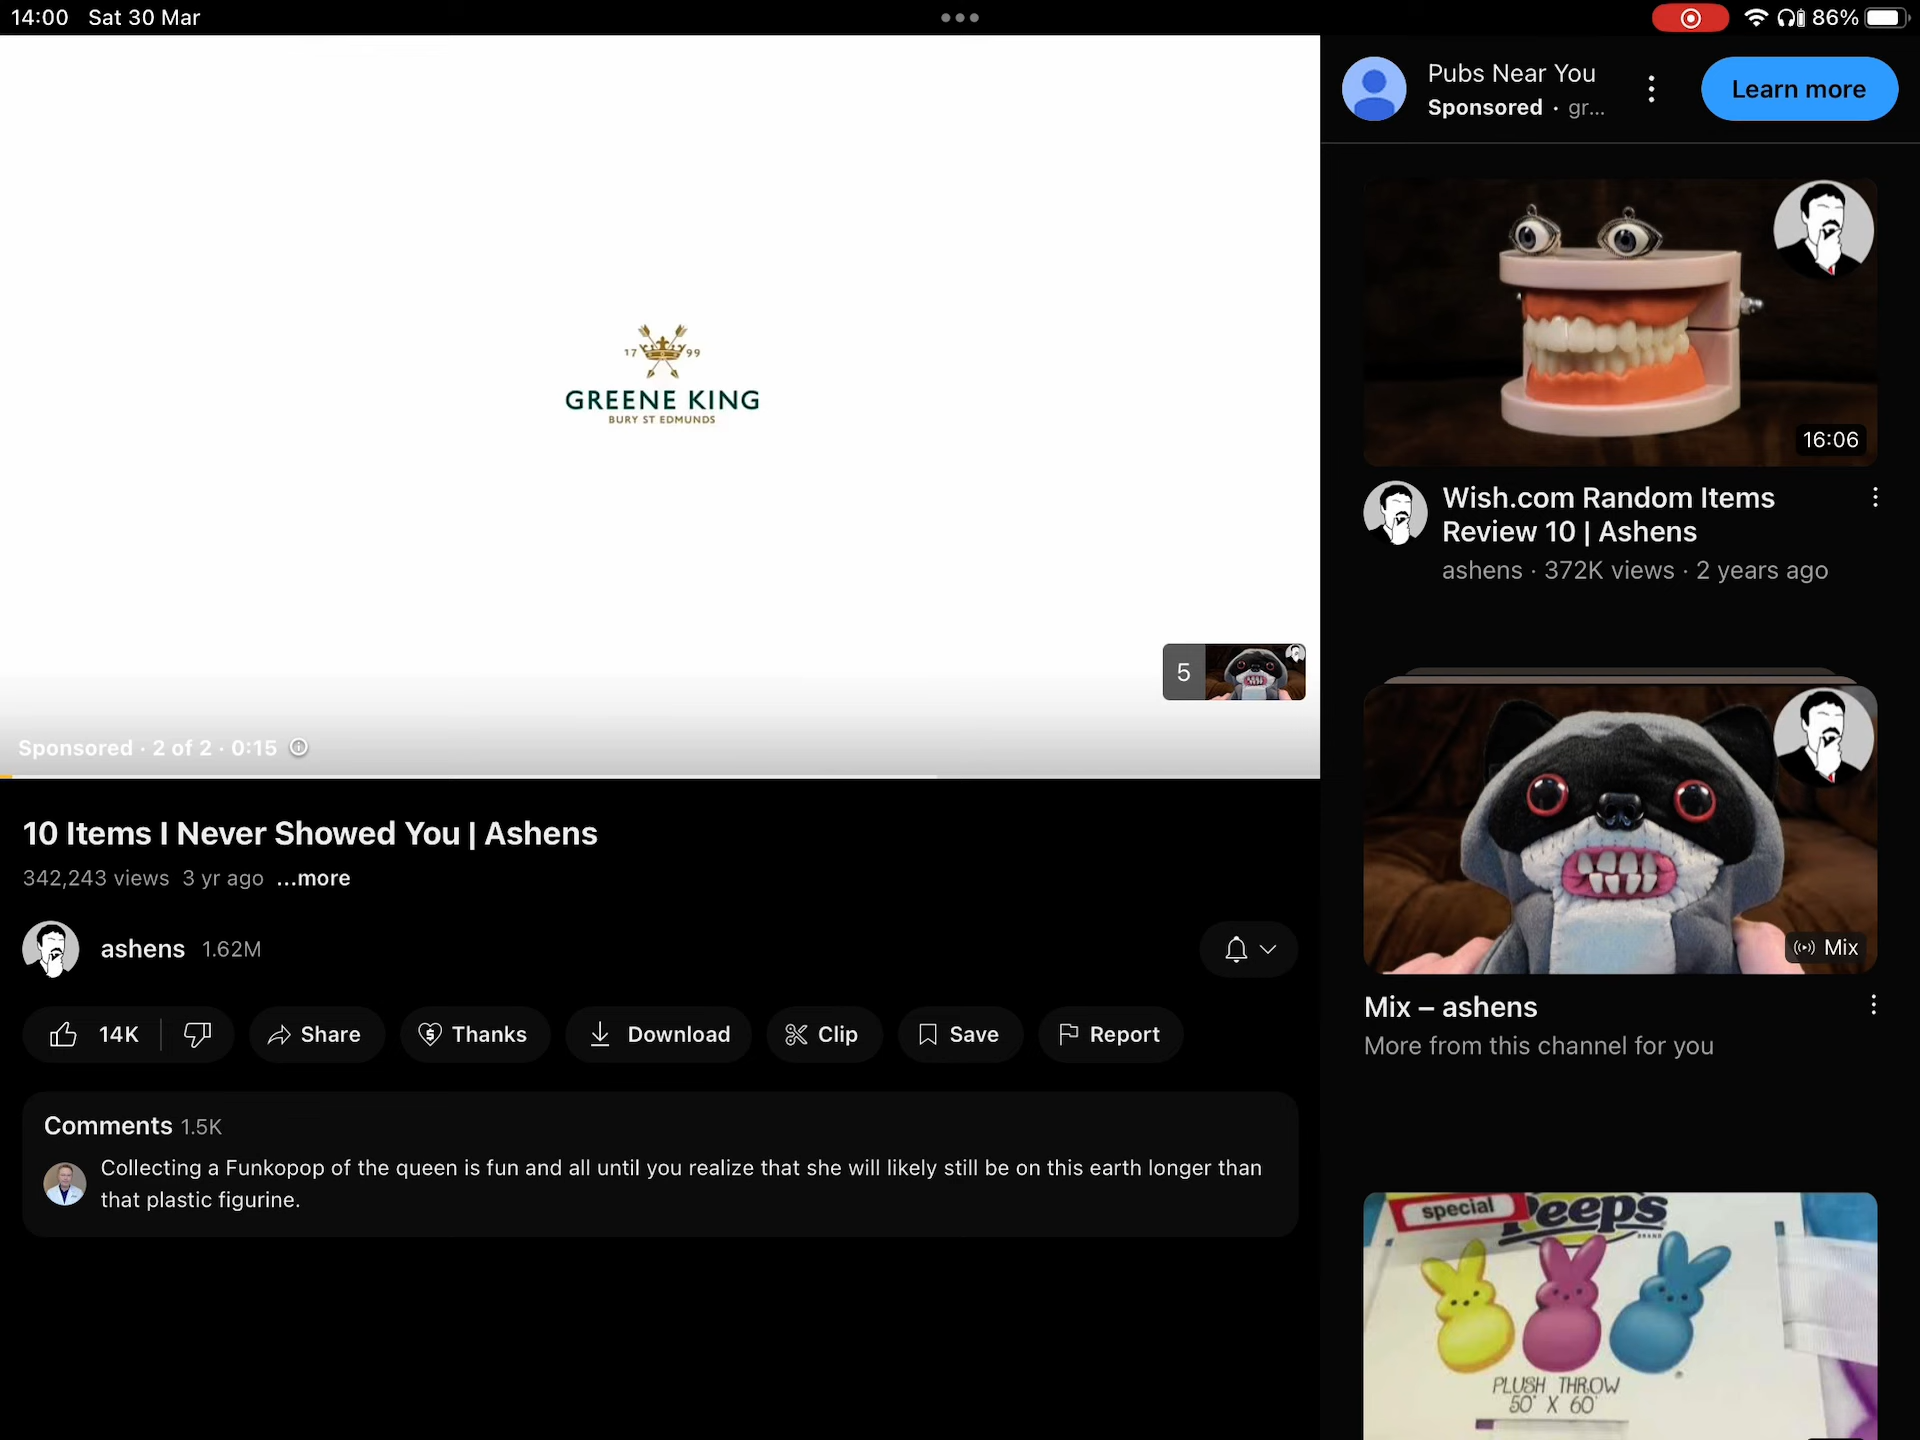 14:00 Sat 30 Mar
86%
17 99
GREENE KING
BURY ST EDMUNDS
5
Sponsored · 2 of 2 · 0:15
10 Items I Never Showed You | Ashens
342,243 views 3 yr ago ...more
ashens 1.62M
14K
Share
Thanks
Download
Clip
Save
Report
Comments 1.5K
Collecting a Funkopop of the queen is fun and all until you realize that she will likely still be on this earth longer than
that plastic figurine.
Pubs Near You
Sponsored · gr...
Learn more
16:06
Wish.com Random Items
Review 10 | Ashens
ashens · 372K views · 2 years ago
Mix
Mix – ashens
More from this channel for you
special
Peeps
BRAND
PLUSH THROW
50" X 60"